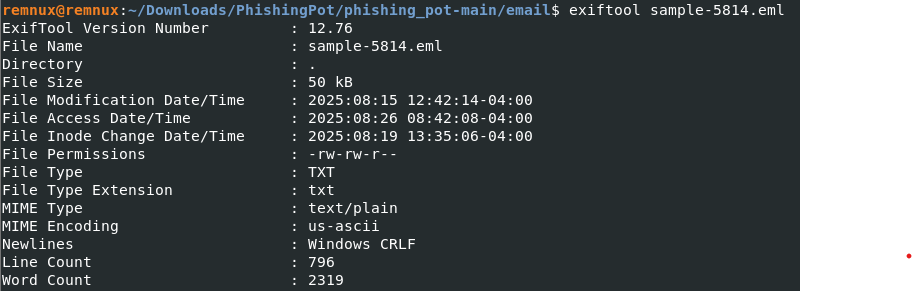 remnux@remnux:~/Downloads/PhishingPot/phishing_pot-main/email$ exiftool sample-5814.eml
ExifTool Version Number         : 12.76
File Name                       : sample-5814.eml
Directory                       : .
File Size                       : 50 kB
File Modification Date/Time     : 2025:08:15 12:42:14-04:00
File Access Date/Time           : 2025:08:26 08:42:08-04:00
File Inode Change Date/Time     : 2025:08:19 13:35:06-04:00
File Permissions                : -rw-rw-r--
File Type                       : TXT
File Type Extension             : txt
MIME Type                       : text/plain
MIME Encoding                   : us-ascii
Newlines                        : Windows CRLF
Line Count                      : 796
Word Count                      : 2319